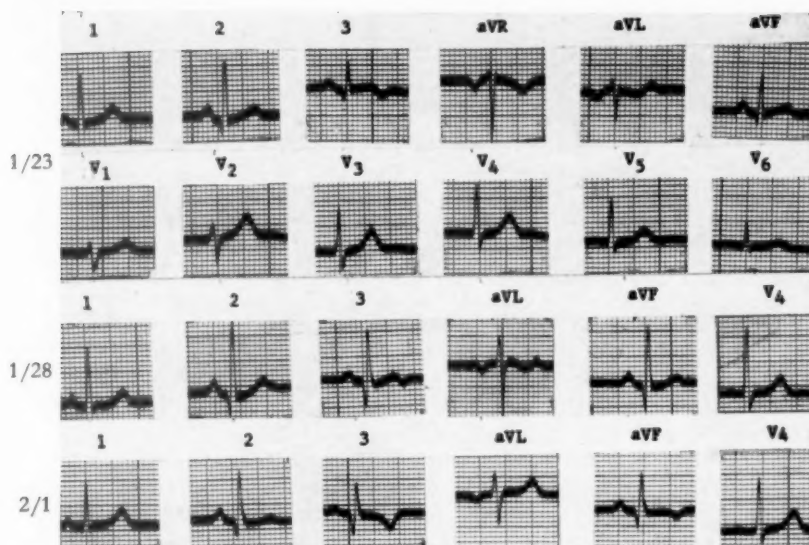 1 2 3 aVR aVL aVF
1/23
V1 V2 V3 V4 V5 V6
1 2 3 aVL aVF V4
1/28
1 2 3 aVL aVF V4
2/1